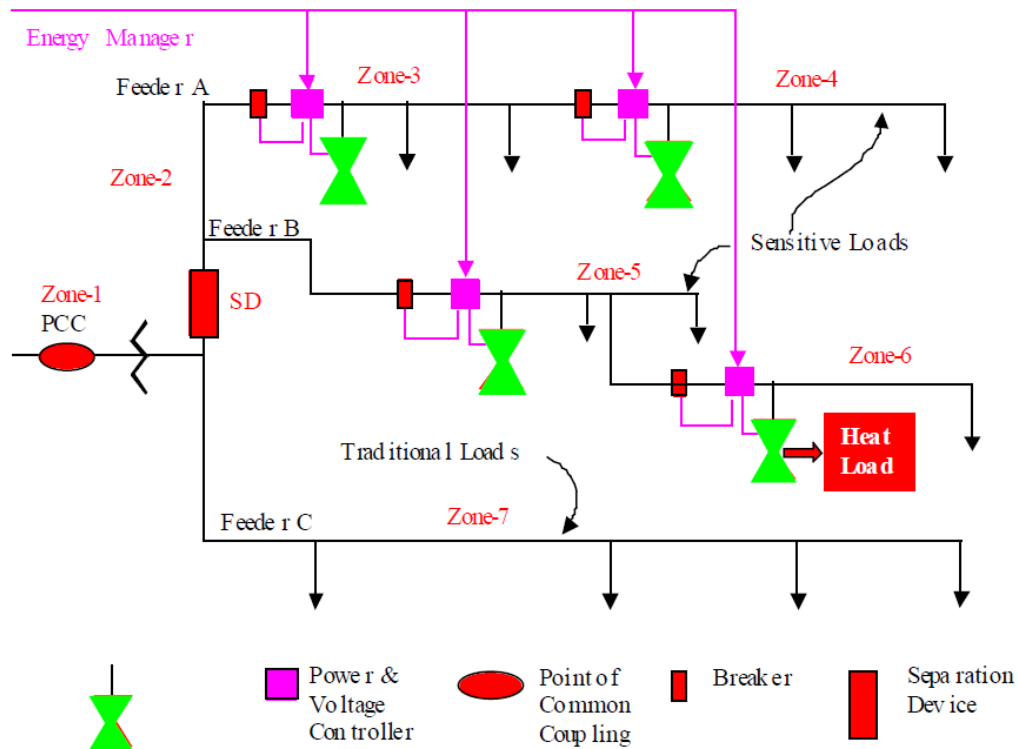 Energy Manager
Feeder A
Zone-3
Zone-4
Zone-2
Feeder B
Sensitive Loads
Zone-5
Zone-1
PCC
SD
Zone-6
Heat
Load
Traditional Loads
Feeder C
Zone-7
Power &
Voltage
Controller
Point of
Common
Coupling
Breaker
Separation
Device